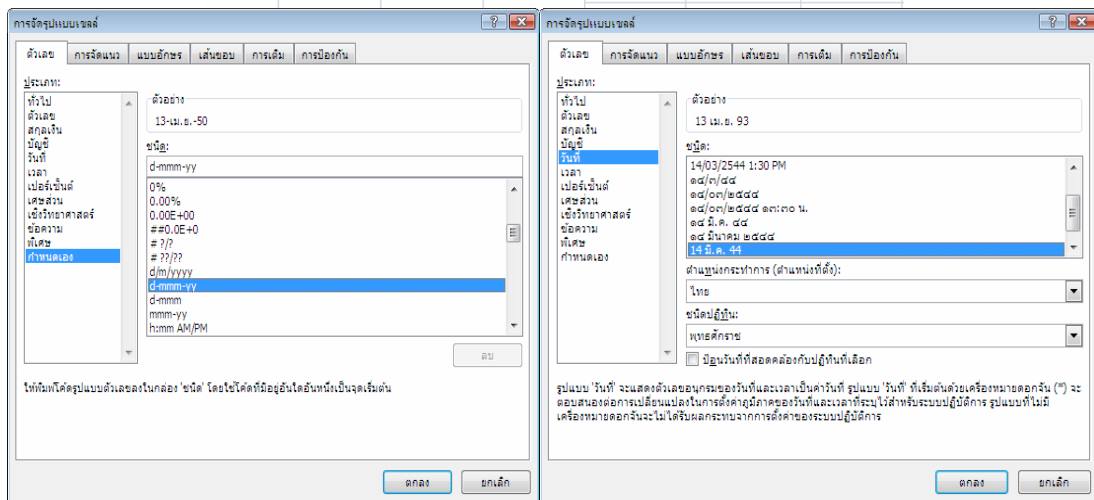 การจัดรูปแบบเซลล์
ตัวเลข
การจัดแนว
แบบอักษร
เส้นขอบ
การเติม
การป้องกัน
ประเภท:
ทั่วไป
ตัวเลข
สกุลเงิน
บัญชี
วันที่
เวลา
เปอร์เซ็นต์
เศษส่วน
เชิงวิทยาศาสตร์
ข้อความ
พิเศษ
กำหนดเอง
ตัวอย่าง
13-เม.ย.-50
ชนิด:
d-mmm-yy
0%
0.00%
0.00E+00
##0.0E+0
# ?/?
# ??/??
d/m/yyyy
d-mmm-yy
d-mmm
mmm-yy
h:mm AM/PM
ลบ
ให้พิมพ์โค้ดรูปแบบตัวเลขลงในกล่อง 'ชนิด' โดยใช้โค้ดที่มีอยู่อันใดอันหนึ่งเป็นจุดเริ่มต้น
ตกลง
ยกเลิก
การจัดรูปแบบเซลล์
ตัวเลข
การจัดแนว
แบบอักษร
เส้นขอบ
การเติม
การป้องกัน
ประเภท:
ทั่วไป
ตัวเลข
สกุลเงิน
บัญชี
วันที่
เวลา
เปอร์เซ็นต์
เศษส่วน
เชิงวิทยาศาสตร์
ข้อความ
พิเศษ
กำหนดเอง
ตัวอย่าง
13 เม.ย. 93
ชนิด:
14/03/2544 1:30 PM
๑๔/๓/๔๔
๑๔/๐๓/๒๕๔๔
๑๔/๐๓/๒๕๔๔ ๑๓:๓๐ น.
๑๔ มี.ค. ๔๔
๑๔ มีนาคม ๒๕๔๔
14 มี.ค. 44
ตำแหน่งกระทำการ (ตำแหน่งที่ตั้ง):
ไทย
ชนิดปฏิทิน:
พุทธศักราช
ป้อนวันที่ที่สอดคล้องกับปฏิทินที่เลือก
รูปแบบ 'วันที่' จะแสดงตัวเลขอนุกรมของวันที่และเวลาเป็นค่าวันที่ รูปแบบ 'วันที่' ที่เริ่มต้นด้วยเครื่องหมายดอกจัน (*) จะ
ตอบสนองต่อการเปลี่ยนแปลงในการตั้งค่าภูมิภาคของวันที่และเวลาที่ระบุไว้สำหรับระบบปฏิบัติการ รูปแบบที่ไม่มี
เครื่องหมายดอกจันจะไม่ได้รับผลกระทบจากการตั้งค่าของระบบปฏิบัติการ
ตกลง
ยกเลิก